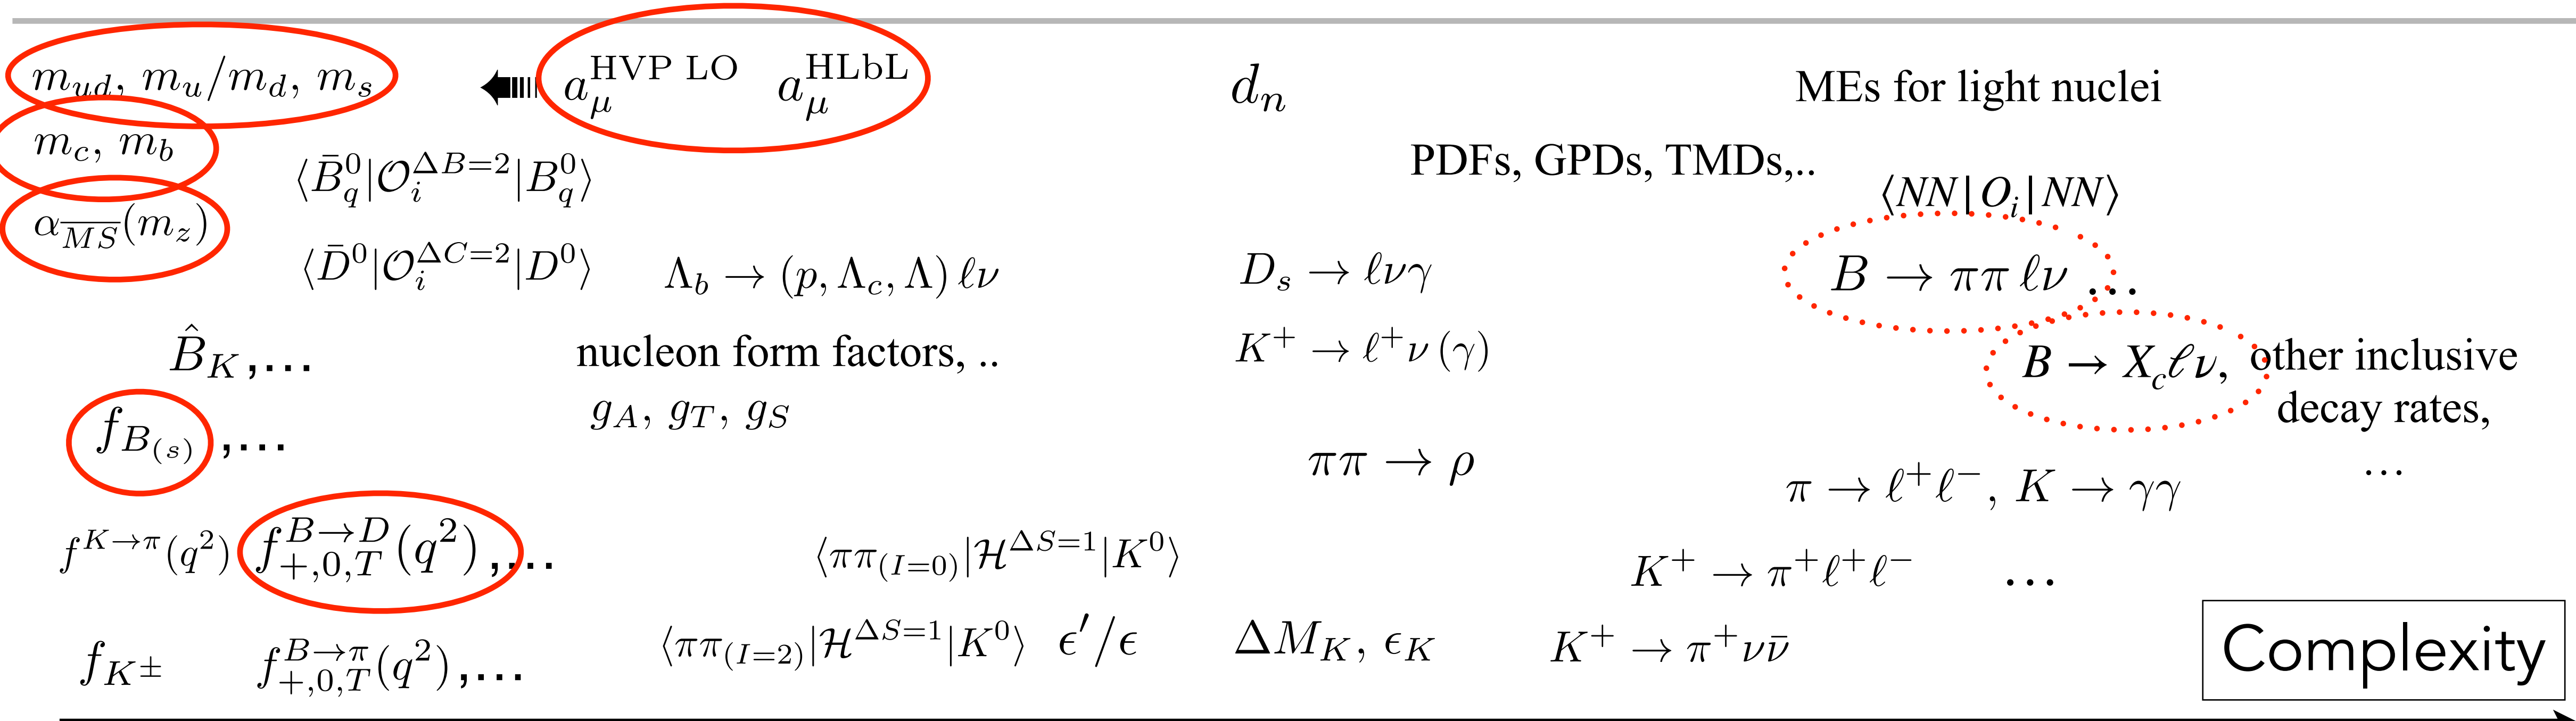 m_{ud}, m_u/m_d, m_s
a_μ^{HVP LO} a_μ^{HLbL}
d_n
MEs for light nuclei
m_c, m_b
PDFs, GPDs, TMDs,..
⟨B̄_q^0|𝒪_i^{ΔB=2}|B_q^0⟩
⟨NN|O_i|NN⟩
α_{\overline{MS}}(m_z)
⟨D̄^0|𝒪_i^{ΔC=2}|D^0⟩
Λ_b → (p, Λ_c, Λ) ℓν
D_s → ℓνγ
B → ππ ℓν ...
B̂_K,...
nucleon form factors, ..
K^+ → ℓ^+ν(γ)
B → X_cℓν, other inclusive
decay rates,
...
f_{B_{(s)}},...
g_A, g_T, g_S
ππ → ρ
π → ℓ^+ℓ^-, K → γγ
f^{K→π}(q^2) f_{+,0,T}^{B→D}(q^2),...
⟨ππ_{(I=0)}|ℋ^{ΔS=1}|K^0⟩
K^+ → π^+ℓ^+ℓ^- ...
f_{K^±} f_{+,0,T}^{B→π}(q^2),...
⟨ππ_{(I=2)}|ℋ^{ΔS=1}|K^0⟩ ϵ′/ϵ
ΔM_K, ϵ_K
K^+ → π^+νν̄
Complexity